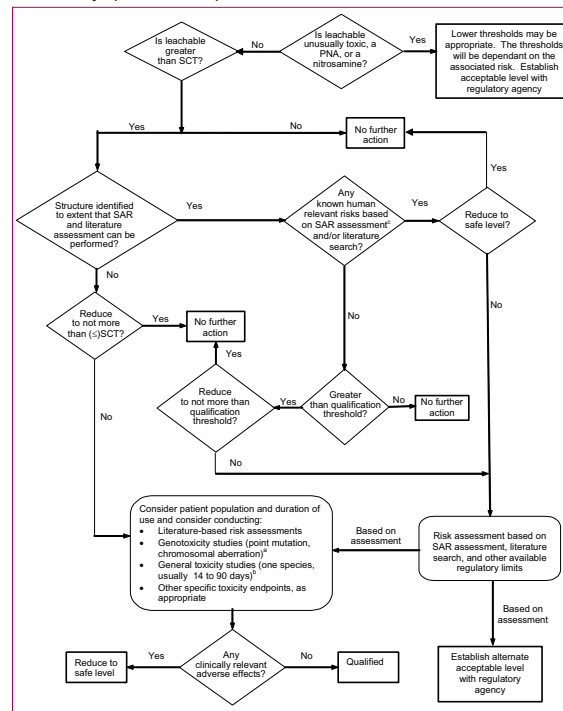 Is leachable
greater
than SCT?
No
Is leachable
unusually toxic, a
PNA, or a
nitrosamine?
Yes
Lower thresholds may be
appropriate. The thresholds
will be dependant on the
associated risk. Establish
acceptable level with
regulatory agency
Yes
No
No further
action
Yes
Structure identified
to extent that SAR
and literature
assessment can be
performed?
Yes
Any
known human
relevant risks based
on SAR assessmentᶜ
and/or literature
search?
Yes
Reduce to
safe level?
No
Reduce
to not more
than (≤)SCT?
Yes
No further
action
No
No
Yes
Reduce
to not more than
qualification
threshold?
Yes
Greater
than qualification
threshold?
No
No further
action
No
No
No
Consider patient population and duration of
use and consider conducting:
• Literature-based risk assessments
• Genotoxicity studies (point mutation,
chromosomal aberration)ᵃ
• General toxicity studies (one species,
usually 14 to 90 days)ᵇ
• Other specific toxicity endpoints, as
appropriate
Based on
assessment
Risk assessment based on
SAR assessment, literature
search, and other available
regulatory limits
Based on
assessment
Reduce to
safe level
Yes
Any
clinically relevant
adverse effects?
No
Qualified
Establish alternate
acceptable level
with regulatory
agency